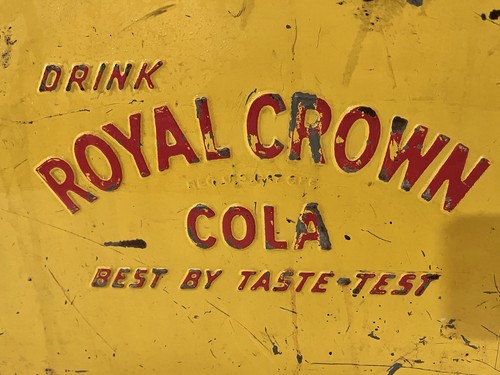 DRINK
ROYAL CROWN
COLA
BEST BY TASTE-TEST